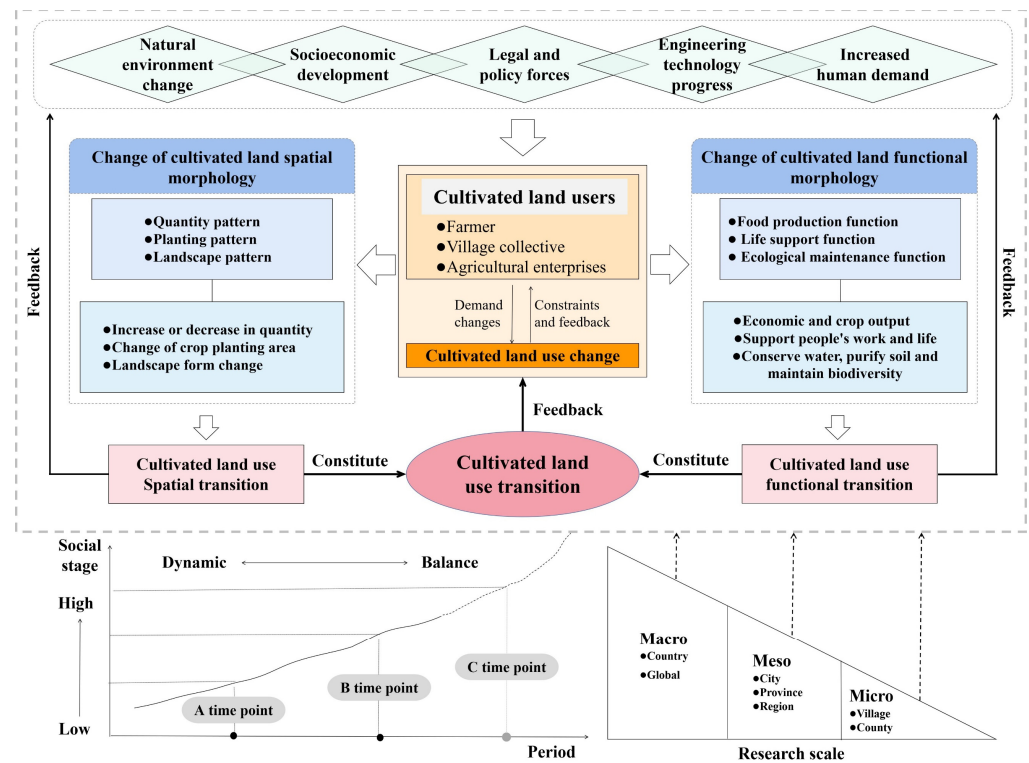 Natural
environment
change
Socioeconomic
development
Legal and
policy forces
Engineering
technology
progress
Increased
human demand
Change of cultivated land spatial
morphology
●Quantity pattern
●Planting pattern
●Landscape pattern
●Increase or decrease in quantity
●Change of crop planting area
●Landscape form change
Cultivated land users
●Farmer
●Village collective
●Agricultural enterprises
Demand
changes
Constraints
and feedback
Cultivated land use change
Change of cultivated land functional
morphology
●Food production function
● Life support function
● Ecological maintenance function
●Economic and crop output
●Support people's work and life
●Conserve water, purify soil and
maintain biodiversity
Feedback
Feedback
Feedback
Cultivated land use
Spatial transition
Constitute
Cultivated land
use transition
Constitute
Cultivated land use
functional transition
Social
stage
High
Low
Dynamic
Balance
A time point
B time point
C time point
Period
Macro
●Country
●Global
Meso
●City
●Province
●Region
Micro
●Village
●County
Research scale